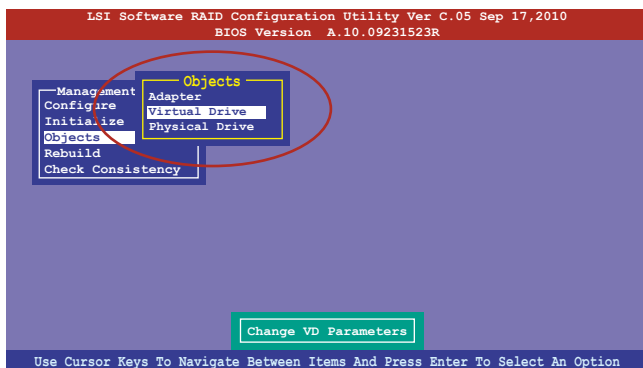 LSI Software RAID Configuration Utility Ver C.05 Sep 17,2010
BIOS Version A.10.09231523R
Management
Configure
Initialize
Objects
Rebuild
Check Consistency
Objects
Adapter
Virtual Drive
Physical Drive
Change VD Parameters
Use Cursor Keys To Navigate Between Items And Press Enter To Select An Option